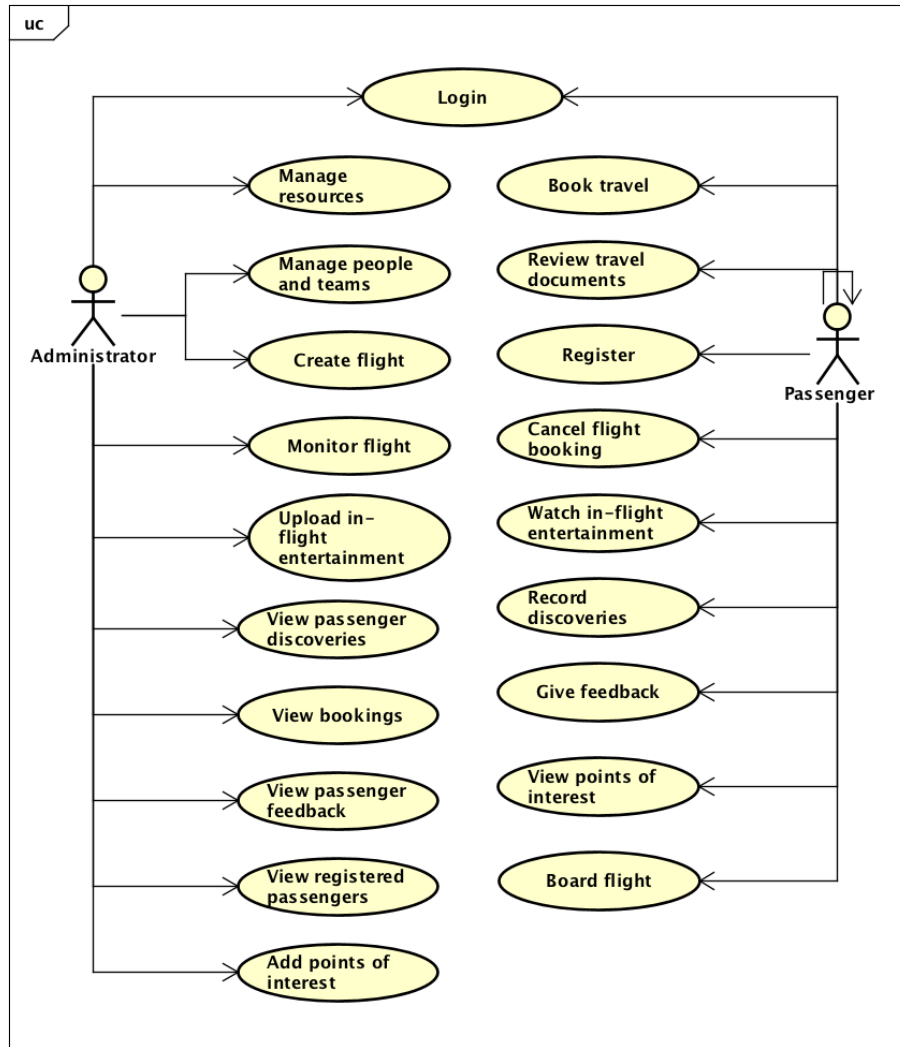 uc
Login
Manage
resources
Book travel
Manage people
and teams
Review travel
documents
Administrator
Create flight
Register
Passenger
Monitor flight
Cancel flight
booking
Upload in-
flight
entertainment
Watch in-flight
entertainment
View passenger
discoveries
Record
discoveries
View bookings
Give feedback
View passenger
feedback
View points of
interest
View registered
passengers
Board flight
Add points of
interest